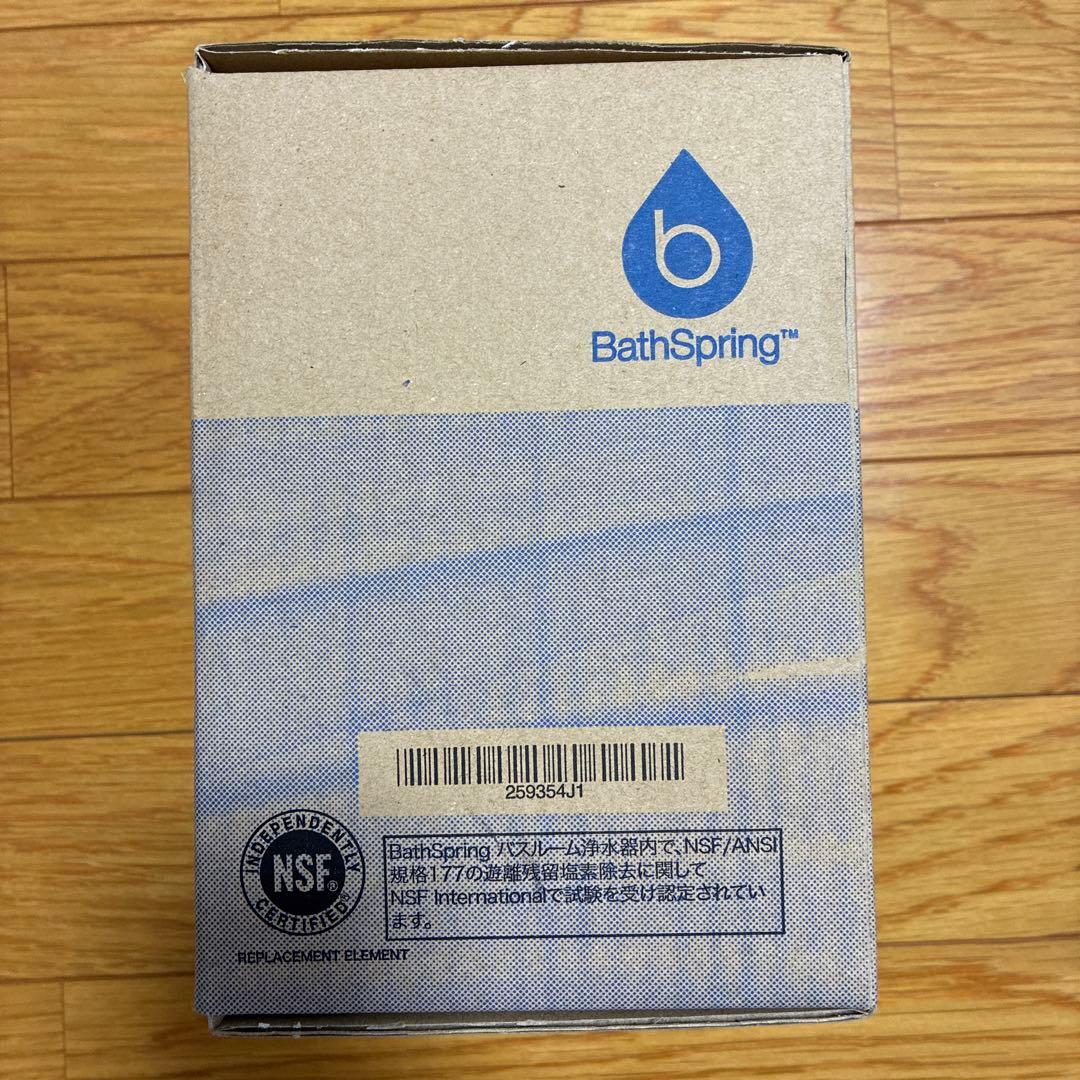 b
BathSpring™
259354J1
INDEPENDENTLY
NSF®
CERTIFIED®
BathSpring バスルーム浄水器内で、NSF/ANSI
規格177の遊離残留塩素除去に関して
NSF Internationalで試験を受け認定されてい
ます。
REPLACEMENT ELEMENT